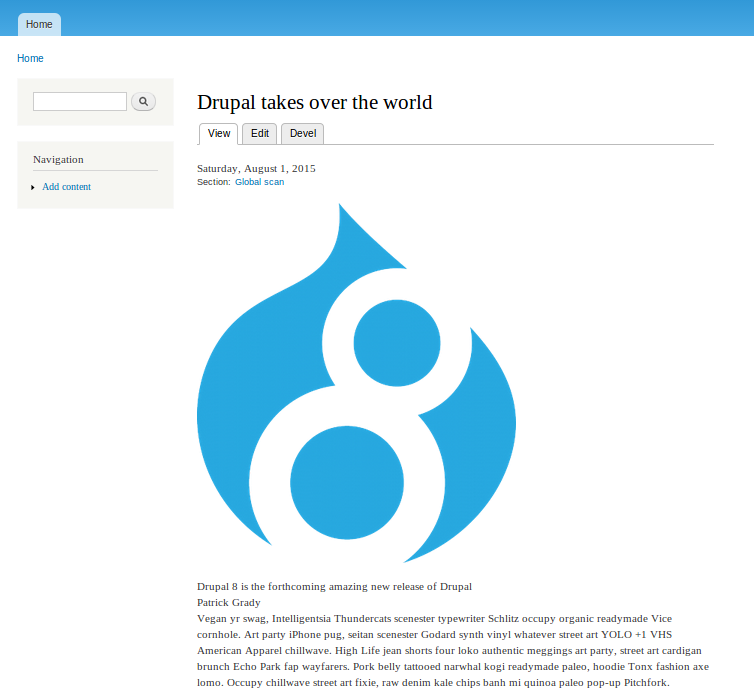 Home
Home
Drupal takes over the world
View Edit Devel
Navigation
Add content
Saturday, August 1, 2015
Section: Global scan
8
Drupal 8 is the forthcoming amazing new release of Drupal
Patrick Grady
Vegan yr swag, Intelligentsia Thundercats scenester typewriter Schlitz occupy organic readymade Vice
cornhole. Art party iPhone pug, seitan scenester Godard synth vinyl whatever street art YOLO +1 VHS
American Apparel chillwave. High Life jean shorts four loko authentic meggings art party, street art cardigan
brunch Echo Park fap wayfarers. Pork belly tattooed narwhal kogi readymade paleo, hoodie Tonx fashion axe
lomo. Occupy chillwave street art fixie, raw denim kale chips banh mi quinoa paleo pop-up Pitchfork.